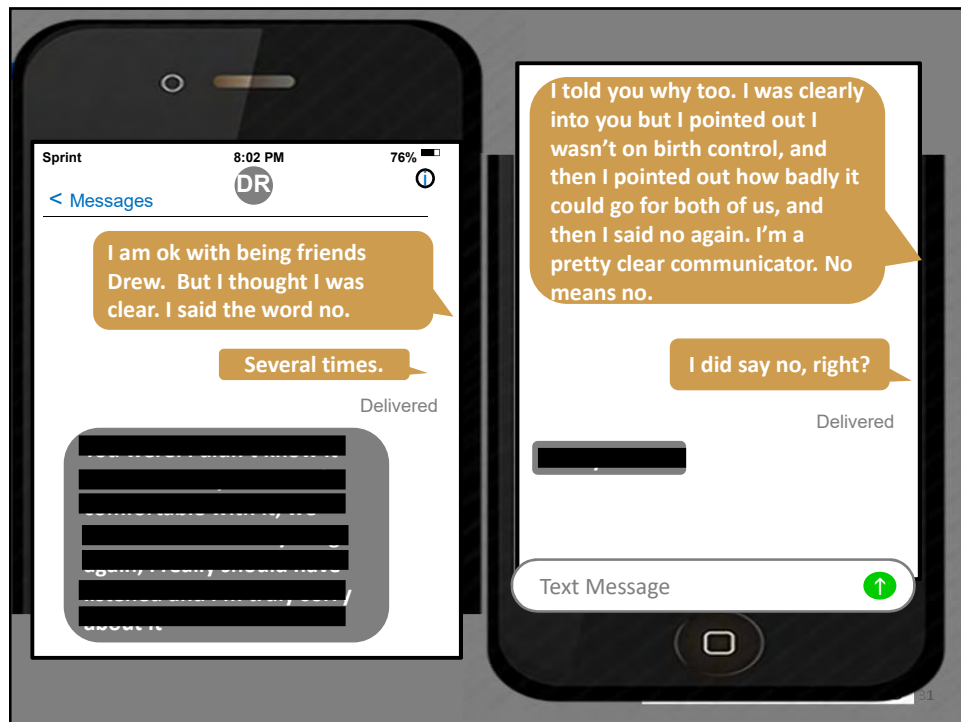 Sprint 8:02 PM 76%
DR
< Messages
I am ok with being friends
Drew. But I thought I was
clear. I said the word no.
Several times.
Delivered
I told you why too. I was clearly
into you but I pointed out I
wasn't on birth control, and
then I pointed out how badly it
could go for both of us, and
then I said no again. I'm a
pretty clear communicator. No
means no.
I did say no, right?
Delivered
Text Message